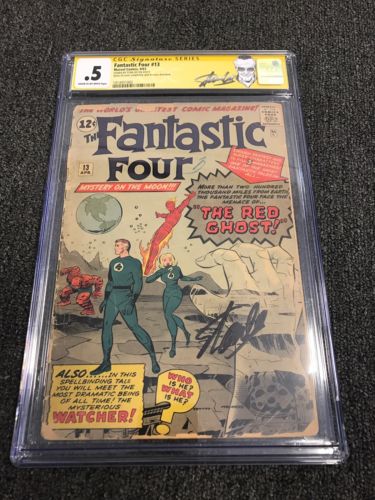 CGC Signature SERIES
.5
Fantastic Four #13
Marvel Comics, 4/63
THE WORLD'S GREATEST COMIC MAGAZINE!
12¢
THE
Fantastic
FOUR
13
APR.
MYSTERY ON THE MOON!!!
MORE THAN TWO HUNDRED
THOUSAND MILES FROM EARTH,
THE FANTASTIC FOUR FACE THE
MENACE OF...
"THE RED
GHOST!"
ALSO... IN THIS
SPELLBINDING TALE
YOU WILL MEET THE
MOST DRAMATIC BEING
OF ALL TIME! THE
MYSTERIOUS
WATCHER!
WHO
IS HE?
WHAT
IS HE?